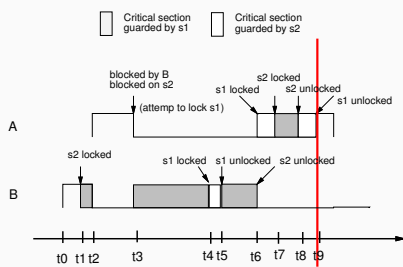 Critical section
guarded by s1
Critical section
guarded by s2
blocked by B
blocked on s2
(attemp to lock s1)
s1 locked
s2 locked
s2 unlocked
s1 unlocked
A
s2 locked
s1 locked
s1 unlocked
s2 unlocked
B
t0 t1 t2 t3 t4 t5 t6 t7 t8 t9